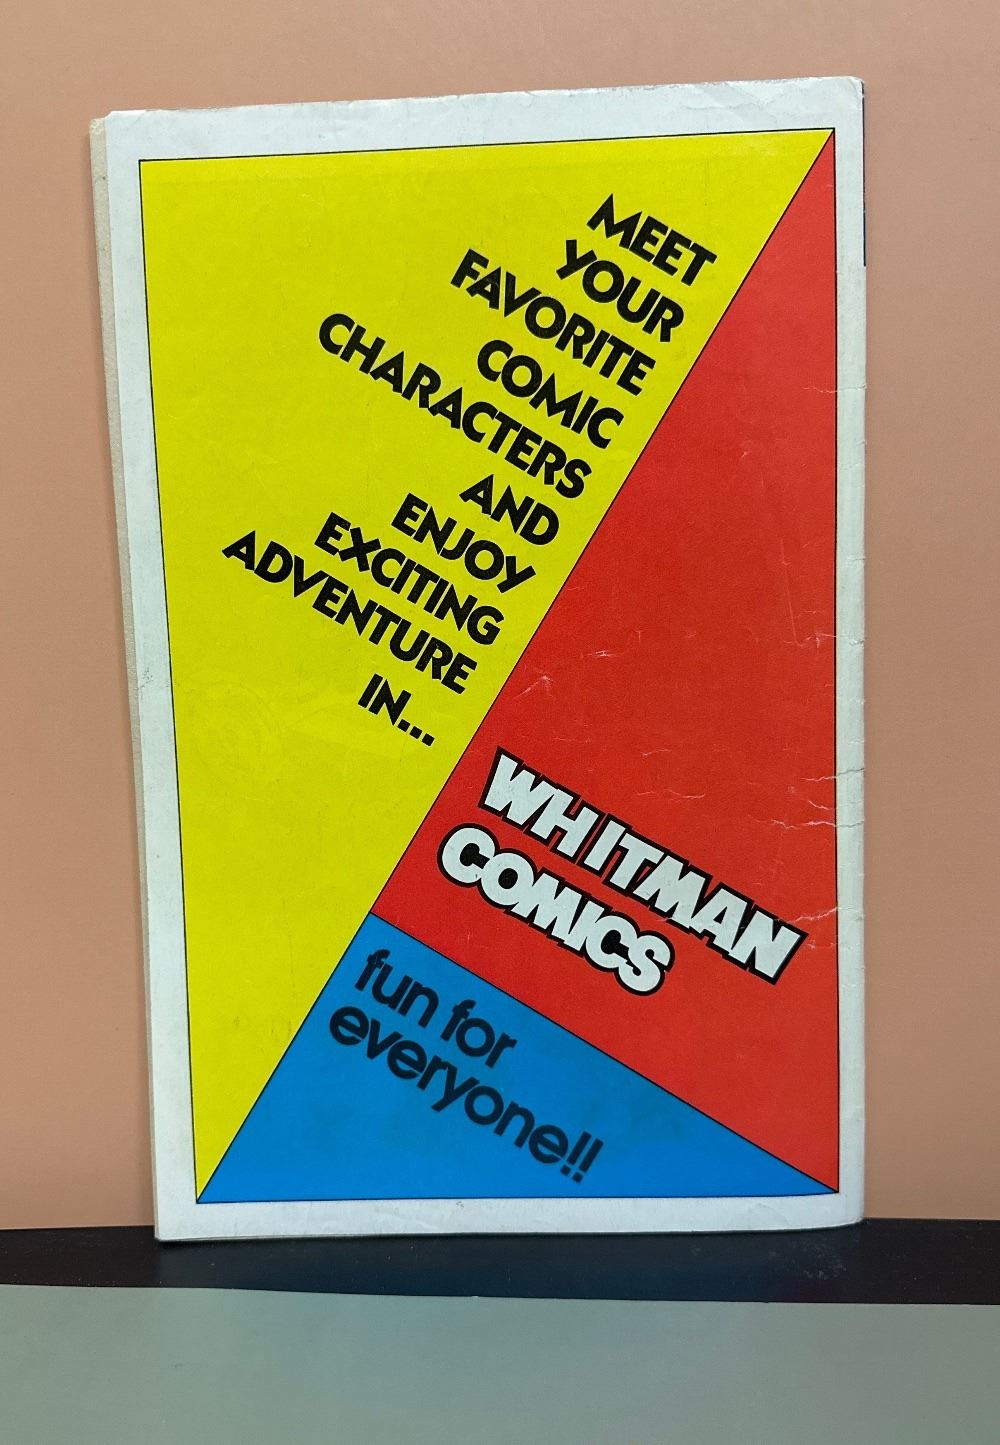 MEET
YOUR
FAVORITE
COMIC
CHARACTERS
AND
ENJOY
EXCITING
ADVENTURE
IN...
WHITMAN
COMICS
fun for
everyone!!